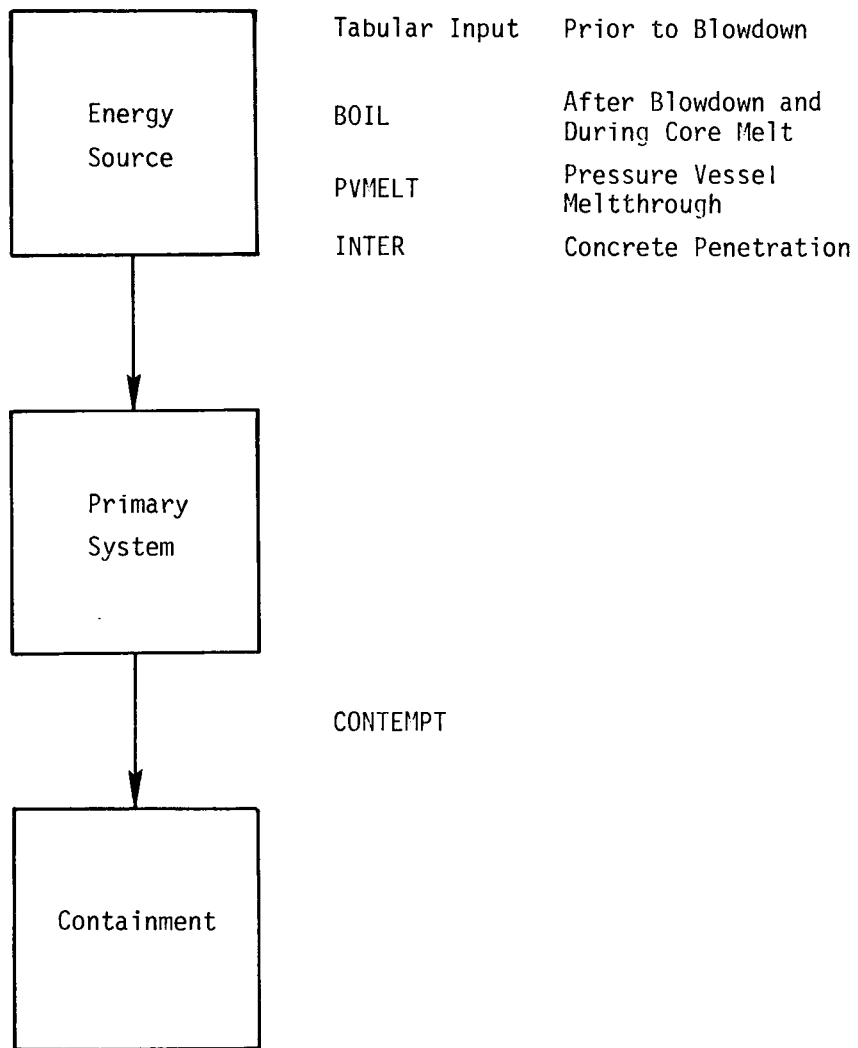 Energy
Source
Tabular Input Prior to Blowdown
BOIL After Blowdown and
During Core Melt
PVMELT Pressure Vessel
Meltthrough
INTER Concrete Penetration
Primary
System
CONTEMPT
Containment